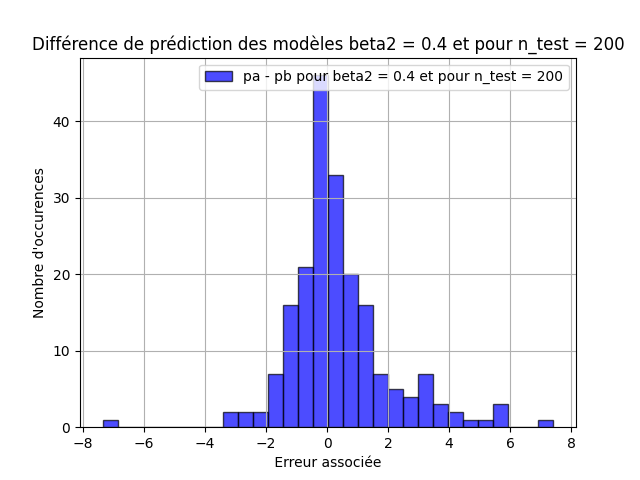 Différence de prédiction des modèles beta2 = 0.4 et pour n_test = 200
pa - pb pour beta2 = 0.4 et pour n_test = 200
Nombre d'occurences
40
30
20
10
0
−8 −6 −4 −2 0 2 4 6 8
Erreur associée